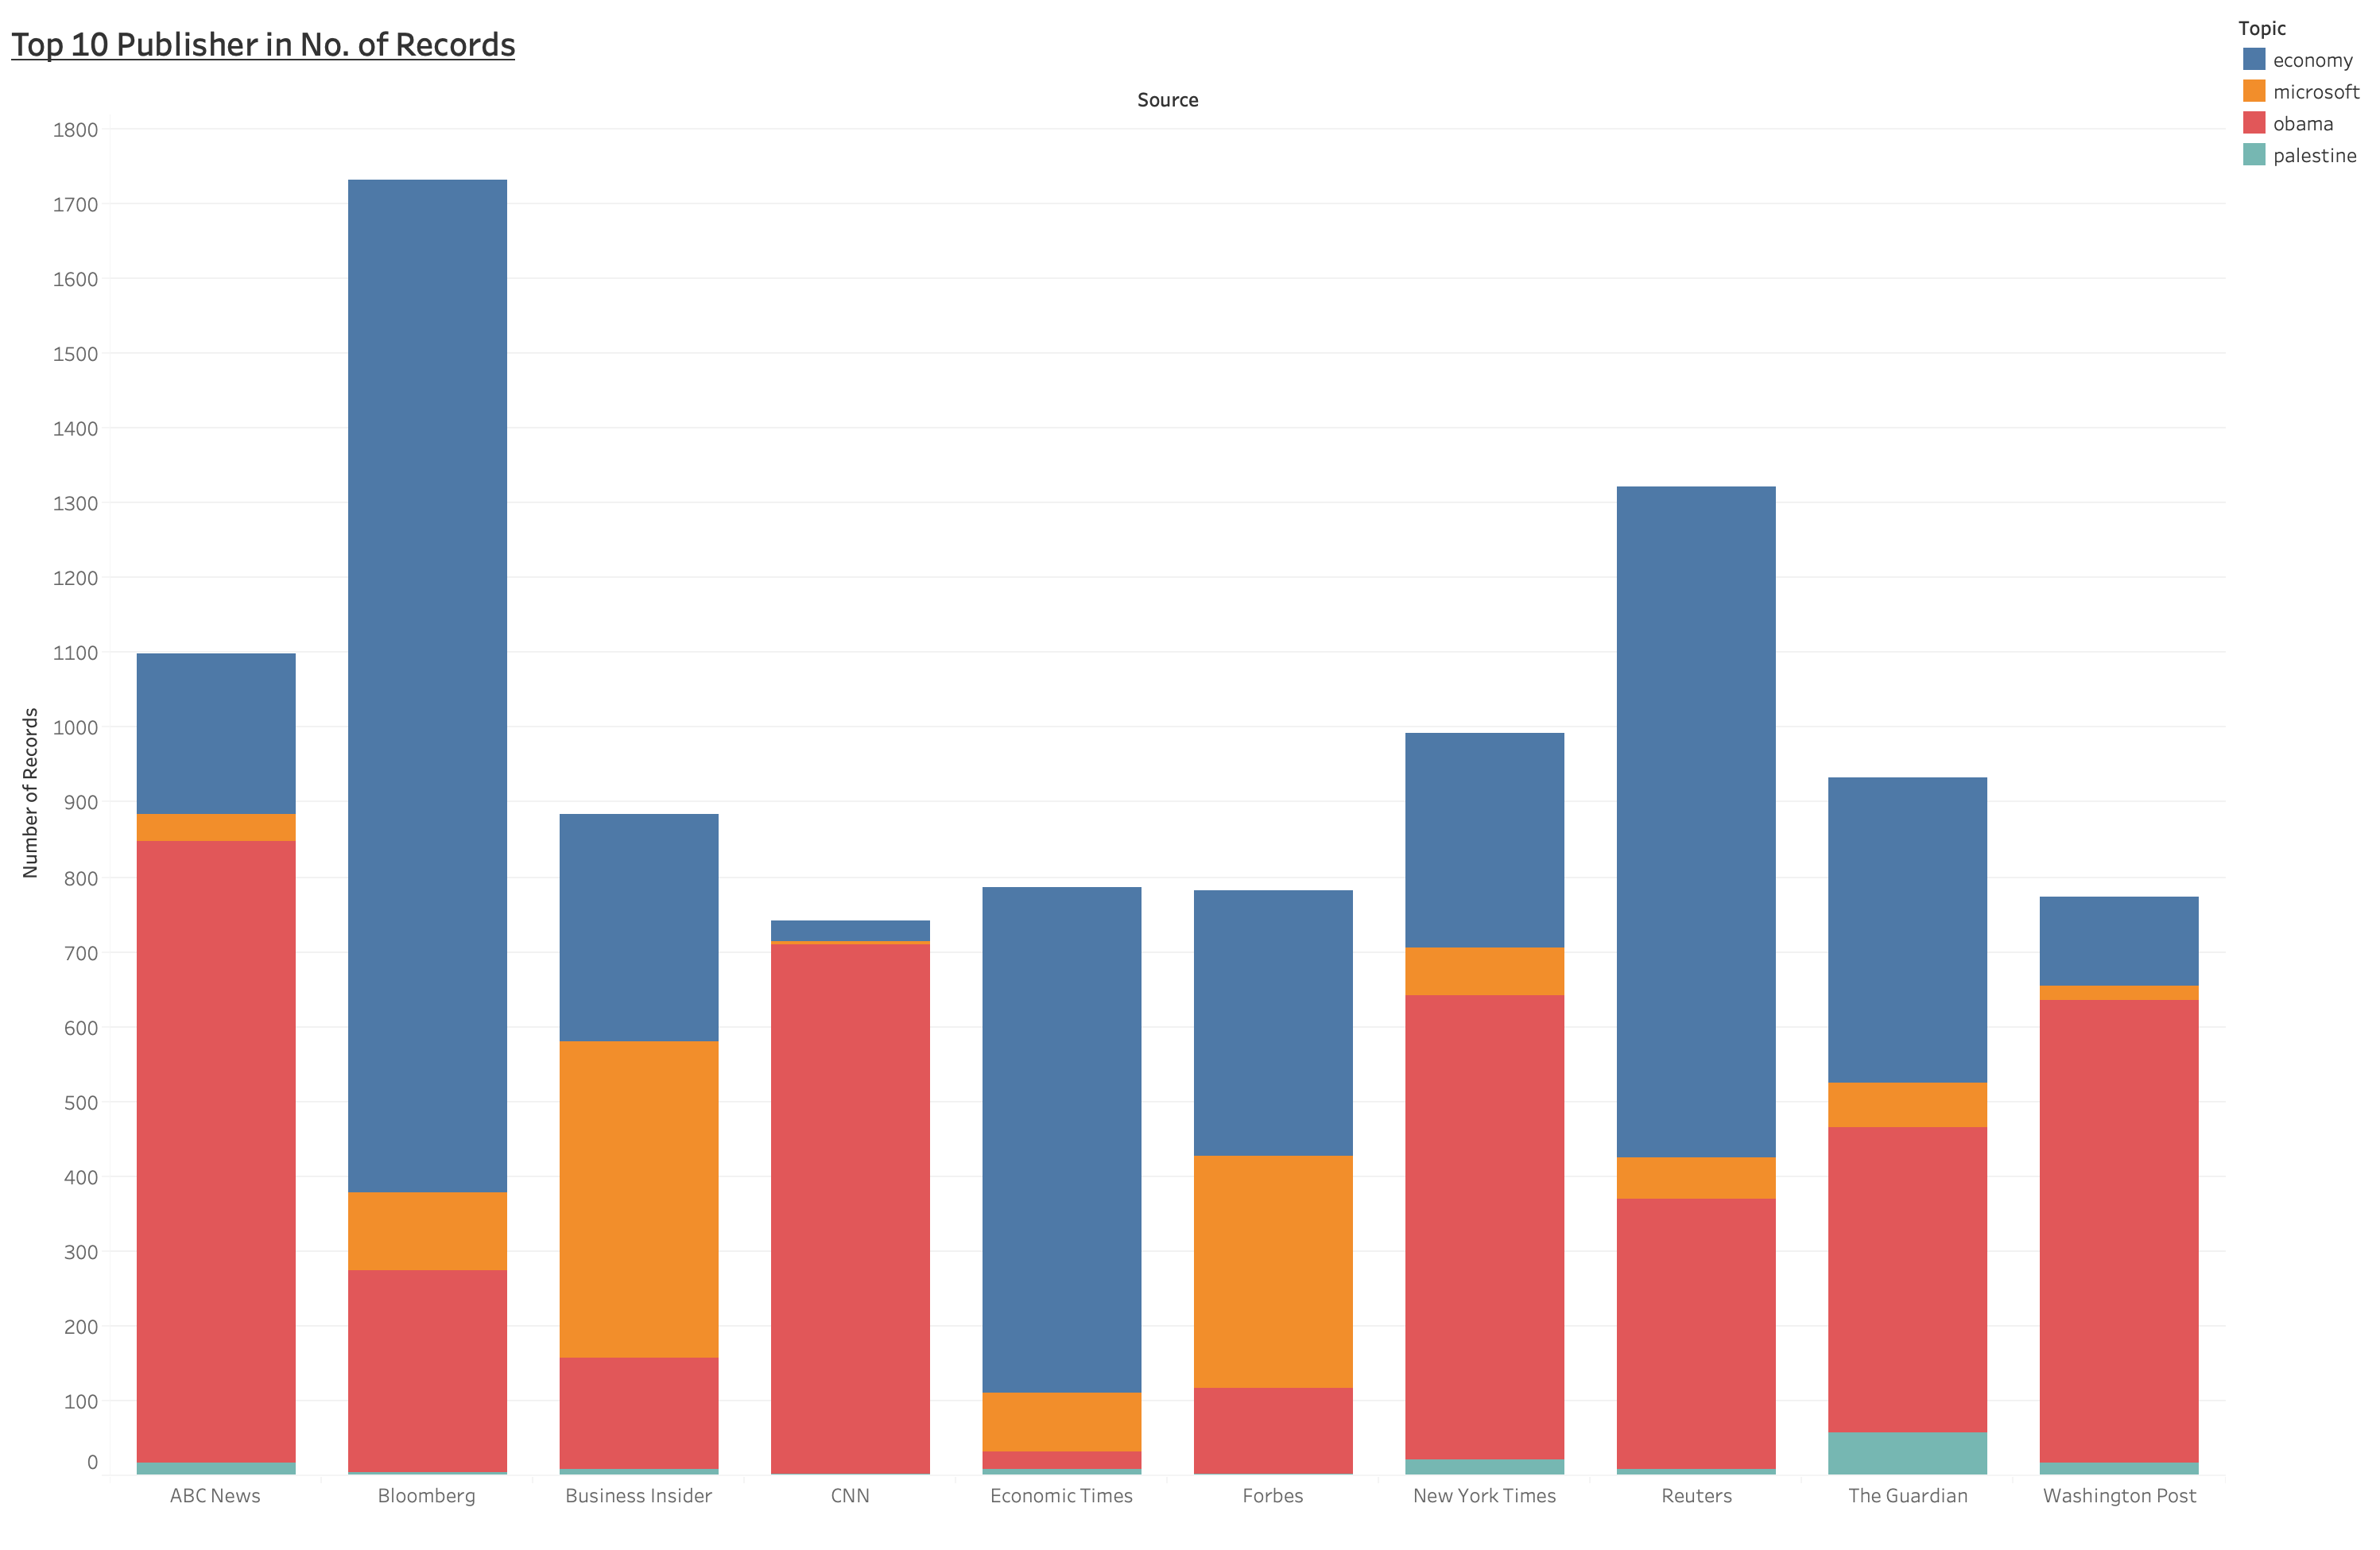 Top 10 Publisher in No. of Records
Topic
economy
microsoft
obama
palestine
Source
1800
1700
1600
1500
1400
1300
1200
1100
1000
900
800
700
600
500
400
300
200
100
0
Number of Records
ABC News
Bloomberg
Business Insider
CNN
Economic Times
Forbes
New York Times
Reuters
The Guardian
Washington Post